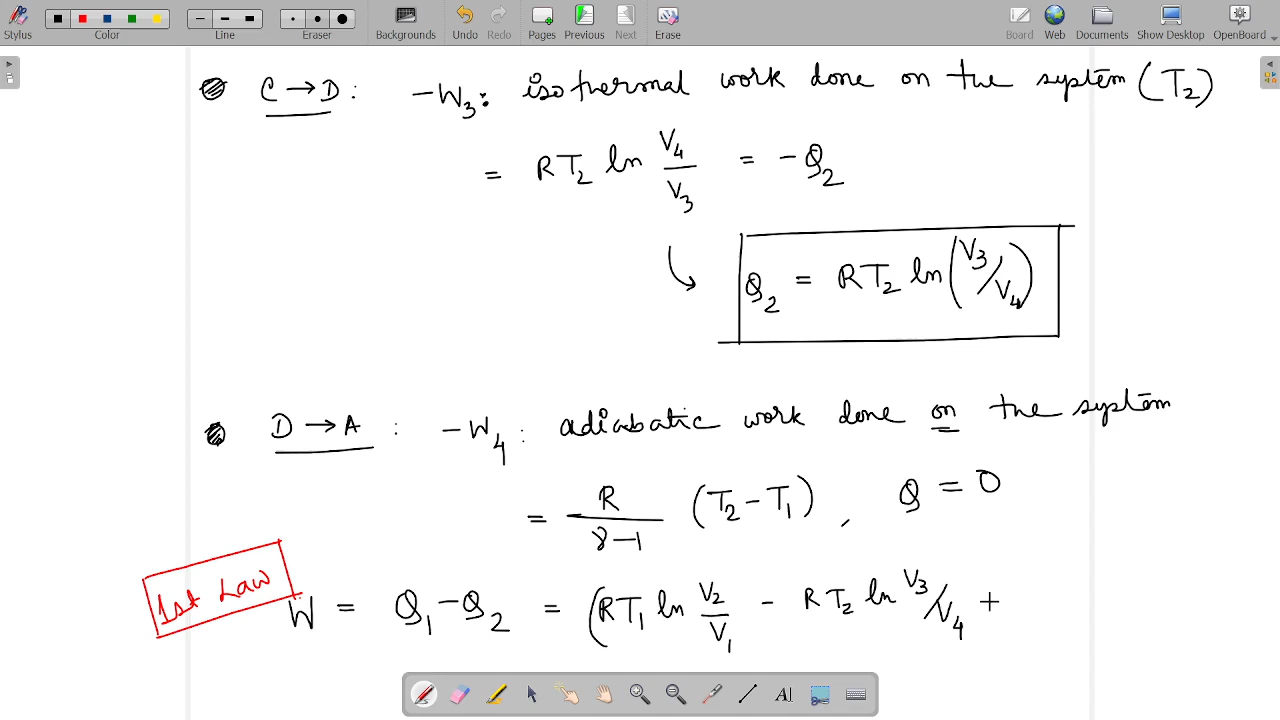 Stylus Color Line Eraser Backgrounds Undo Redo Pages Previous Next Erase Board Web Documents Show Desktop OpenBoard
C → D : - W₃ : isothermal work done on the system (T₂)
= RT₂ ln V₄/V₃ = - Q₂
Q₂ = RT₂ ln (V₃/V₄)
D → A : - W₄ : adiabatic work done on the system
= R/(γ-1) (T₂ - T₁) , Q = 0
1st Law
W = Q₁ - Q₂ = (RT₁ ln V₂/V₁ - RT₂ ln V₃/V₄ +